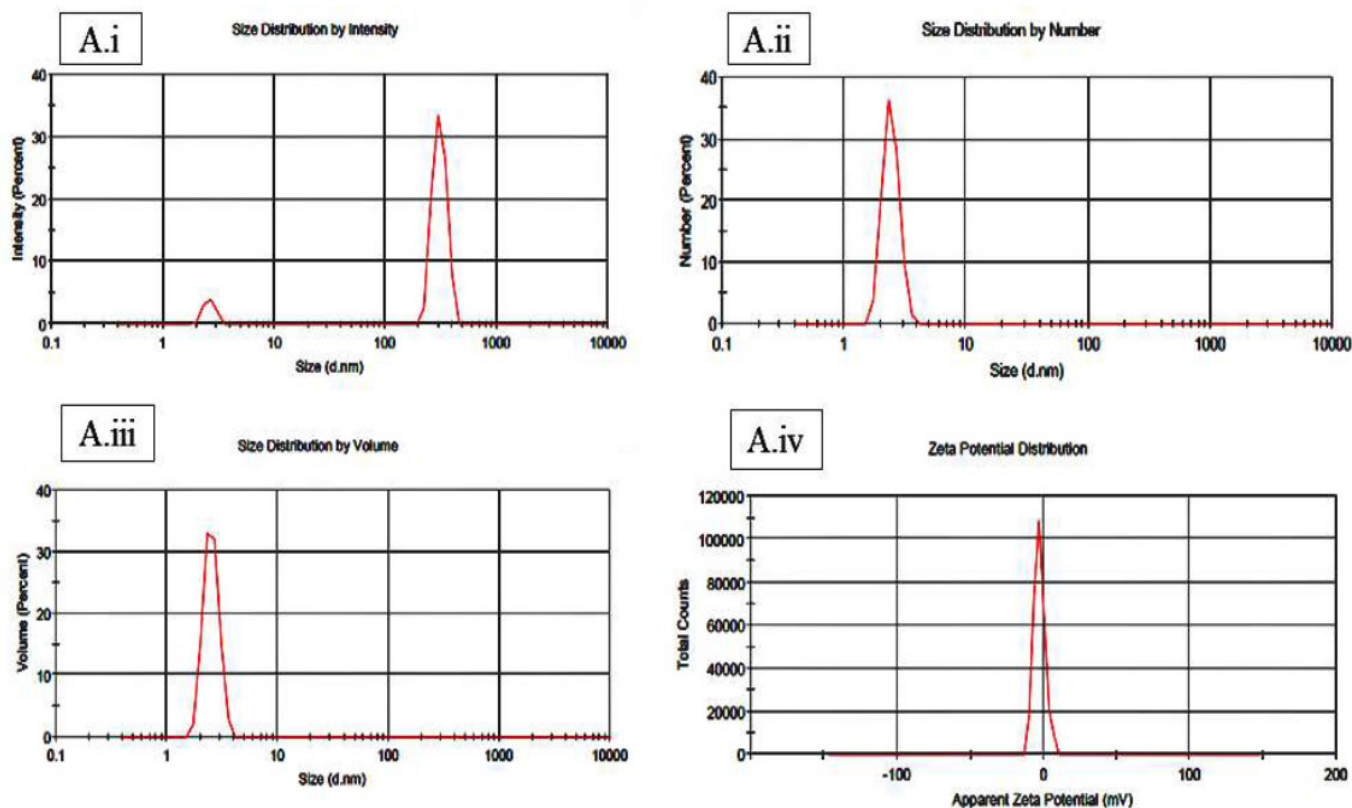 A.i
Size Distribution by Intensity
Intensity (Percent)
40
30
20
10
0
0.1 1 10 100 1000 10000
Size (d.nm)
A.ii
Size Distribution by Number
Number (Percent)
40
30
20
10
0
0.1 1 10 100 1000 10000
Size (d.nm)
A.iii
Size Distribution by Volume
Volume (Percent)
40
30
20
10
0
0.1 1 10 100 1000 10000
Size (d.nm)
A.iv
Zeta Potential Distribution
Total Counts
120000
100000
80000
60000
40000
20000
0
-100 0 100 200
Apparent Zeta Potential (mV)